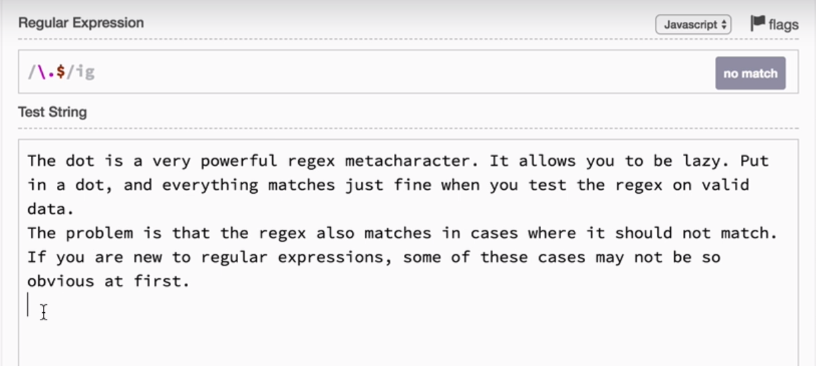 Regular Expression
Javascript
flags
/\.$/ig
no match
Test String
The dot is a very powerful regex metacharacter. It allows you to be lazy. Put
in a dot, and everything matches just fine when you test the regex on valid
data.
The problem is that the regex also matches in cases where it should not match.
If you are new to regular expressions, some of these cases may not be so
obvious at first.